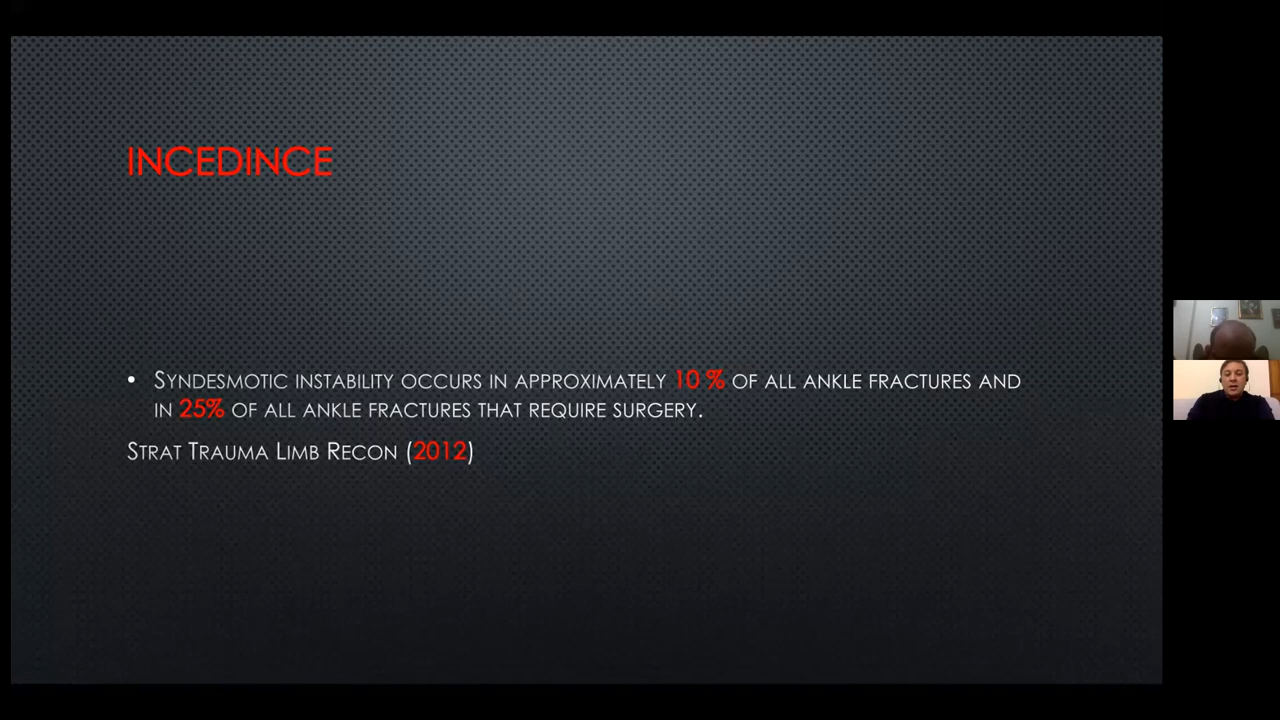 INCEDINCE
• SYNDESMOTIC INSTABILITY OCCURS IN APPROXIMATELY 10 % OF ALL ANKLE FRACTURES AND
IN 25% OF ALL ANKLE FRACTURES THAT REQUIRE SURGERY.
STRAT TRAUMA LIMB RECON (2012)